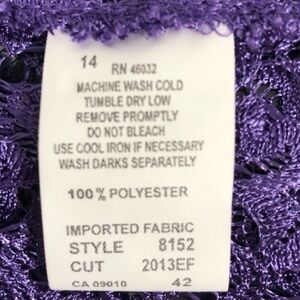 14 RN 46032
MACHINE WASH COLD
TUMBLE DRY LOW
REMOVE PROMPTLY
DO NOT BLEACH
USE COOL IRON IF NECESSARY
WASH DARKS SEPARATELY
100% POLYESTER
IMPORTED FABRIC
STYLE 8152
CUT 2013EF
CA 09010 42